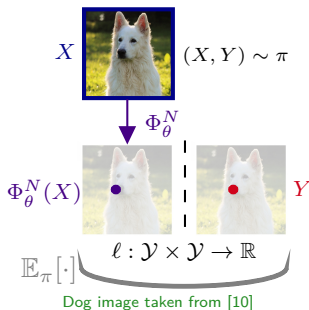 X (X, Y) ∼ π
Φ_θ^N
Φ_θ^N(X) Y
ℓ : 𝒴 × 𝒴 → ℝ
𝔼_π[·]
Dog image taken from [10]